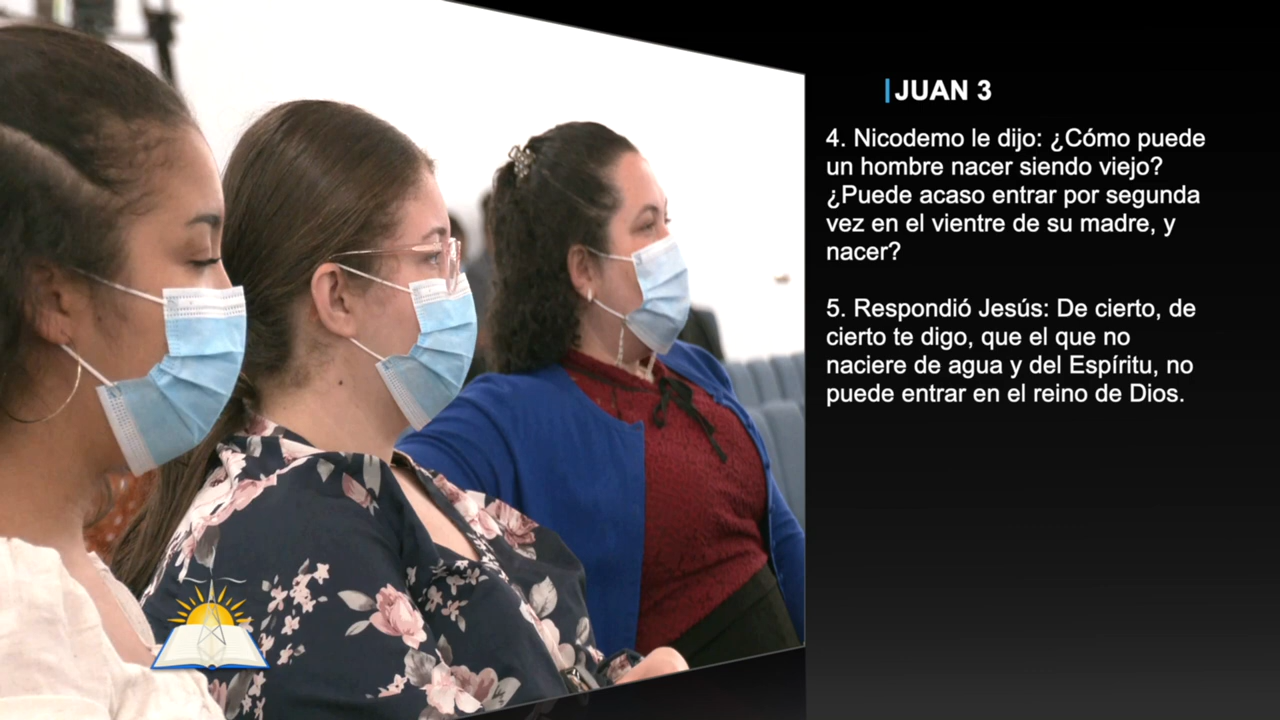 JUAN 3
4. Nicodemo le dijo: ¿Cómo puede
un hombre nacer siendo viejo?
¿Puede acaso entrar por segunda
vez en el vientre de su madre, y
nacer?
5. Respondió Jesús: De cierto, de
cierto te digo, que el que no
naciere de agua y del Espíritu, no
puede entrar en el reino de Dios.